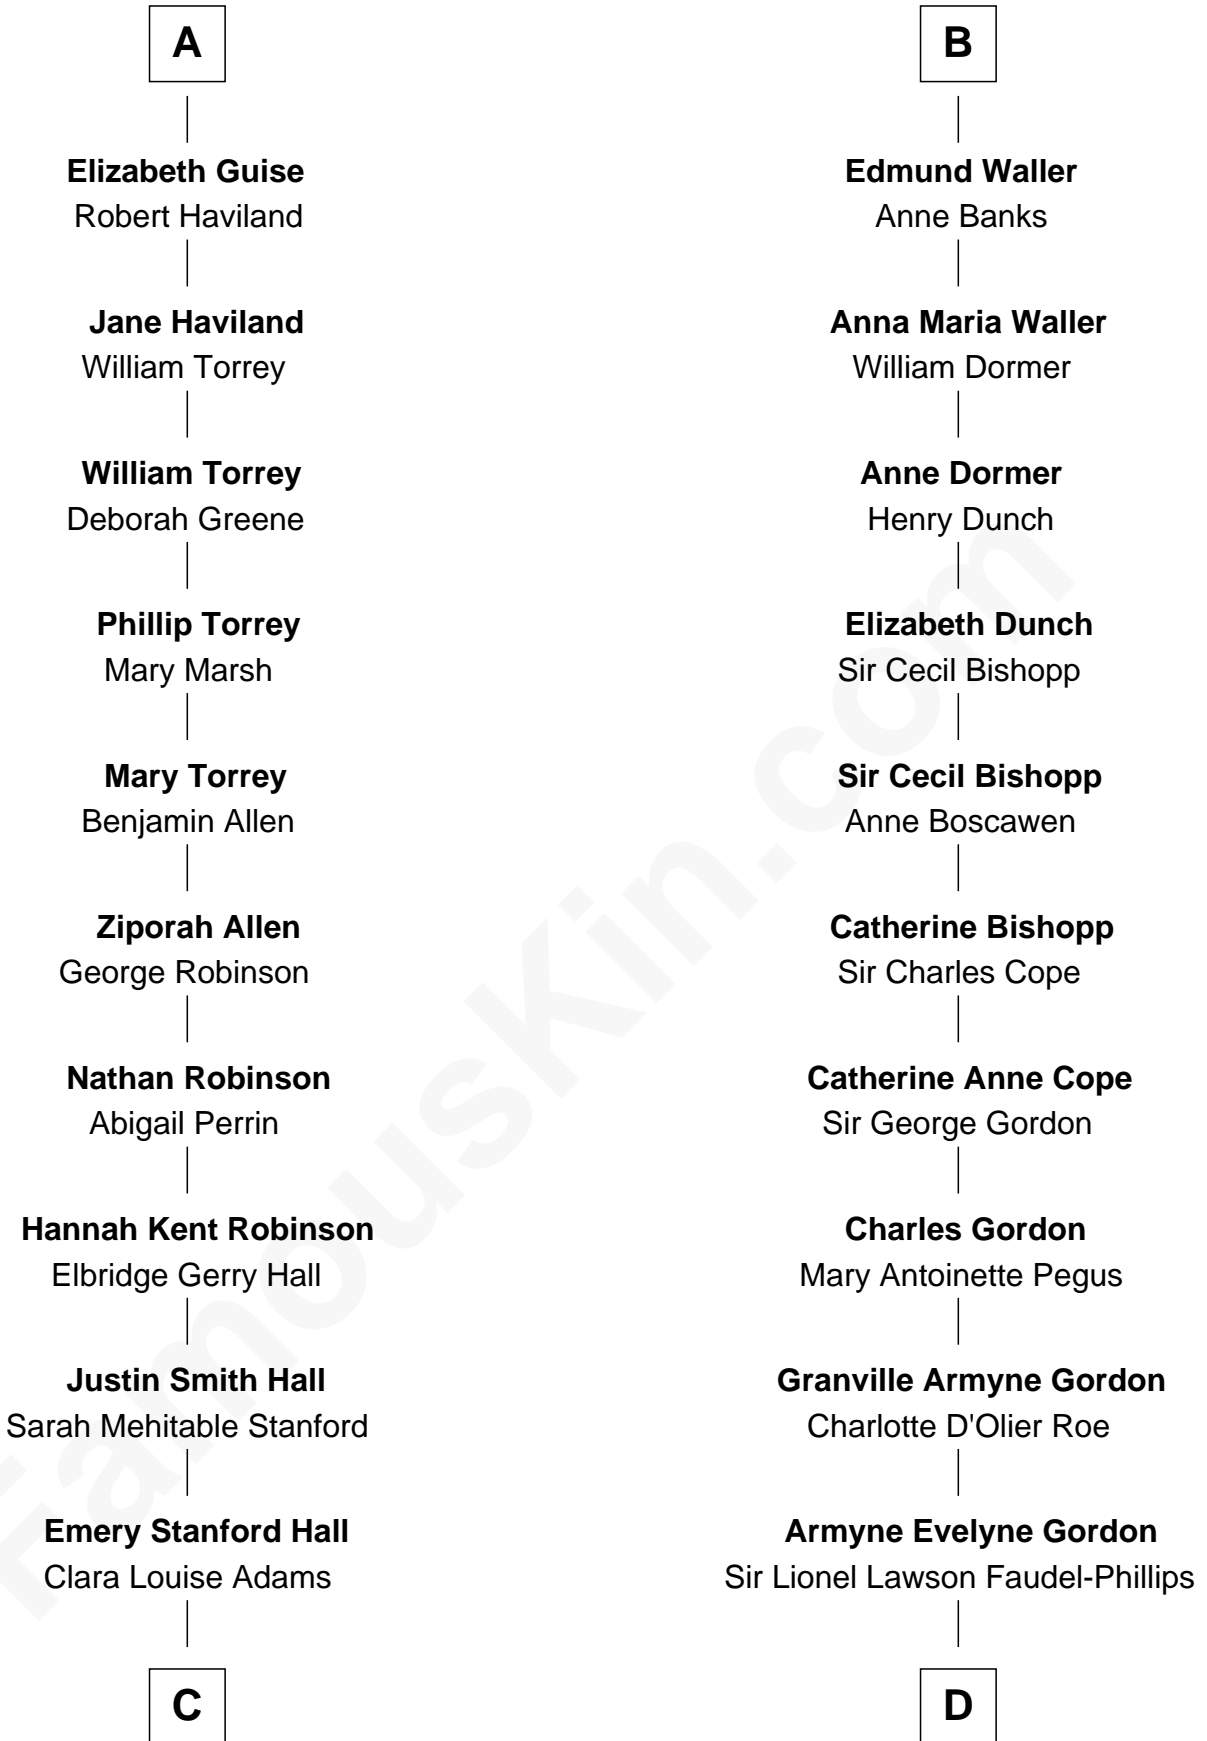 A
Elizabeth Guise
Robert Haviland
Jane Haviland
William Torrey
William Torrey
Deborah Greene
Phillip Torrey
Mary Marsh
Mary Torrey
Benjamin Allen
Ziporah Allen
George Robinson
Nathan Robinson
Abigail Perrin
Hannah Kent Robinson
Elbridge Gerry Hall
Justin Smith Hall
Sarah Mehitable Stanford
Emery Stanford Hall
Clara Louise Adams
C
B
Edmund Waller
Anne Banks
Anna Maria Waller
William Dormer
Anne Dormer
Henry Dunch
Elizabeth Dunch
Sir Cecil Bishopp
Sir Cecil Bishopp
Anne Boscawen
Catherine Bishopp
Sir Charles Cope
Catherine Anne Cope
Sir George Gordon
Charles Gordon
Mary Antoinette Pegus
Granville Armyne Gordon
Charlotte D'Olier Roe
Armyne Evelyne Gordon
Sir Lionel Lawson Faudel-Phillips
D
FamousKin.com